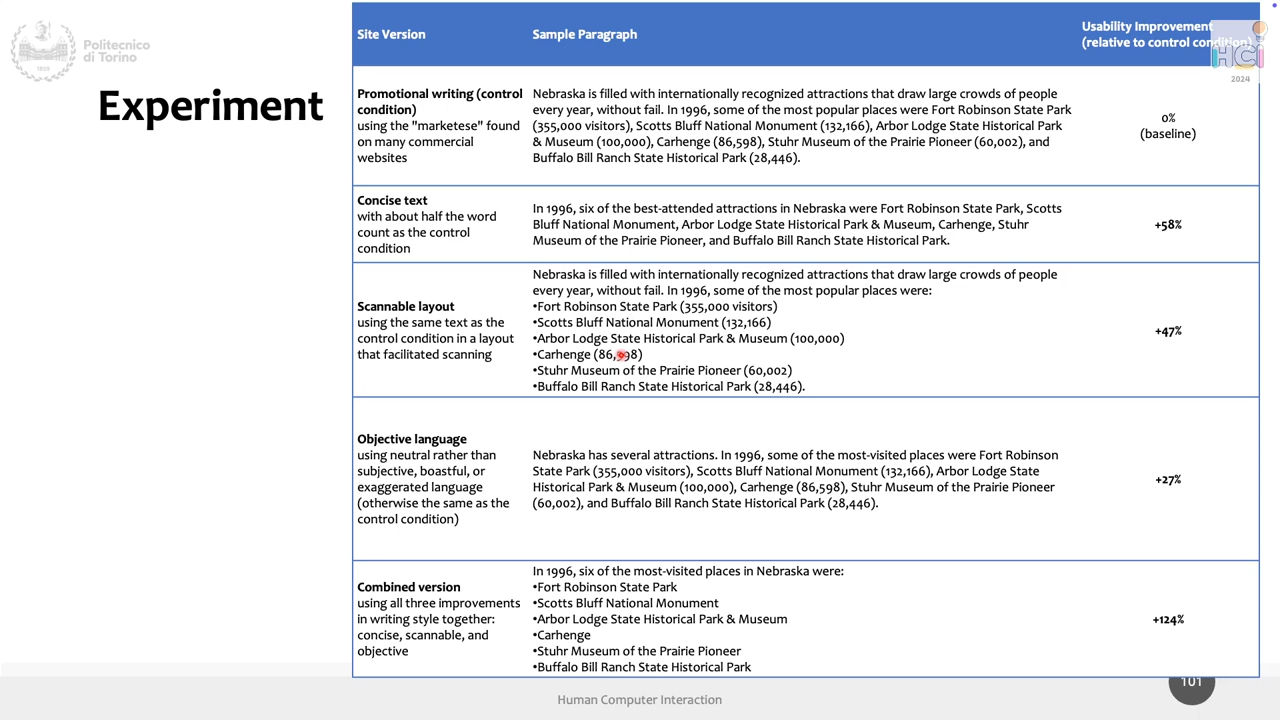 Politecnico
di Torino
1859
Experiment
Site Version
Sample Paragraph
Usability Improvement
(relative to control condition)
HCI
2024
Promotional writing (control
condition)
using the "marketese" found
on many commercial
websites
Nebraska is filled with internationally recognized attractions that draw large crowds of people
every year, without fail. In 1996, some of the most popular places were Fort Robinson State Park
(355,000 visitors), Scotts Bluff National Monument (132,166), Arbor Lodge State Historical Park
& Museum (100,000), Carhenge (86,598), Stuhr Museum of the Prairie Pioneer (60,002), and
Buffalo Bill Ranch State Historical Park (28,446).
0%
(baseline)
Concise text
with about half the word
count as the control
condition
In 1996, six of the best-attended attractions in Nebraska were Fort Robinson State Park, Scotts
Bluff National Monument, Arbor Lodge State Historical Park & Museum, Carhenge, Stuhr
Museum of the Prairie Pioneer, and Buffalo Bill Ranch State Historical Park.
+58%
Scannable layout
using the same text as the
control condition in a layout
that facilitated scanning
Nebraska is filled with internationally recognized attractions that draw large crowds of people
every year, without fail. In 1996, some of the most popular places were:
•Fort Robinson State Park (355,000 visitors)
•Scotts Bluff National Monument (132,166)
•Arbor Lodge State Historical Park & Museum (100,000)
•Carhenge (86,598)
•Stuhr Museum of the Prairie Pioneer (60,002)
•Buffalo Bill Ranch State Historical Park (28,446).
+47%
Objective language
using neutral rather than
subjective, boastful, or
exaggerated language
(otherwise the same as the
control condition)
Nebraska has several attractions. In 1996, some of the most-visited places were Fort Robinson
State Park (355,000 visitors), Scotts Bluff National Monument (132,166), Arbor Lodge State
Historical Park & Museum (100,000), Carhenge (86,598), Stuhr Museum of the Prairie Pioneer
(60,002), and Buffalo Bill Ranch State Historical Park (28,446).
+27%
Combined version
using all three improvements
in writing style together:
concise, scannable, and
objective
In 1996, six of the most-visited places in Nebraska were:
•Fort Robinson State Park
•Scotts Bluff National Monument
•Arbor Lodge State Historical Park & Museum
•Carhenge
•Stuhr Museum of the Prairie Pioneer
•Buffalo Bill Ranch State Historical Park
+124%
Human Computer Interaction
101